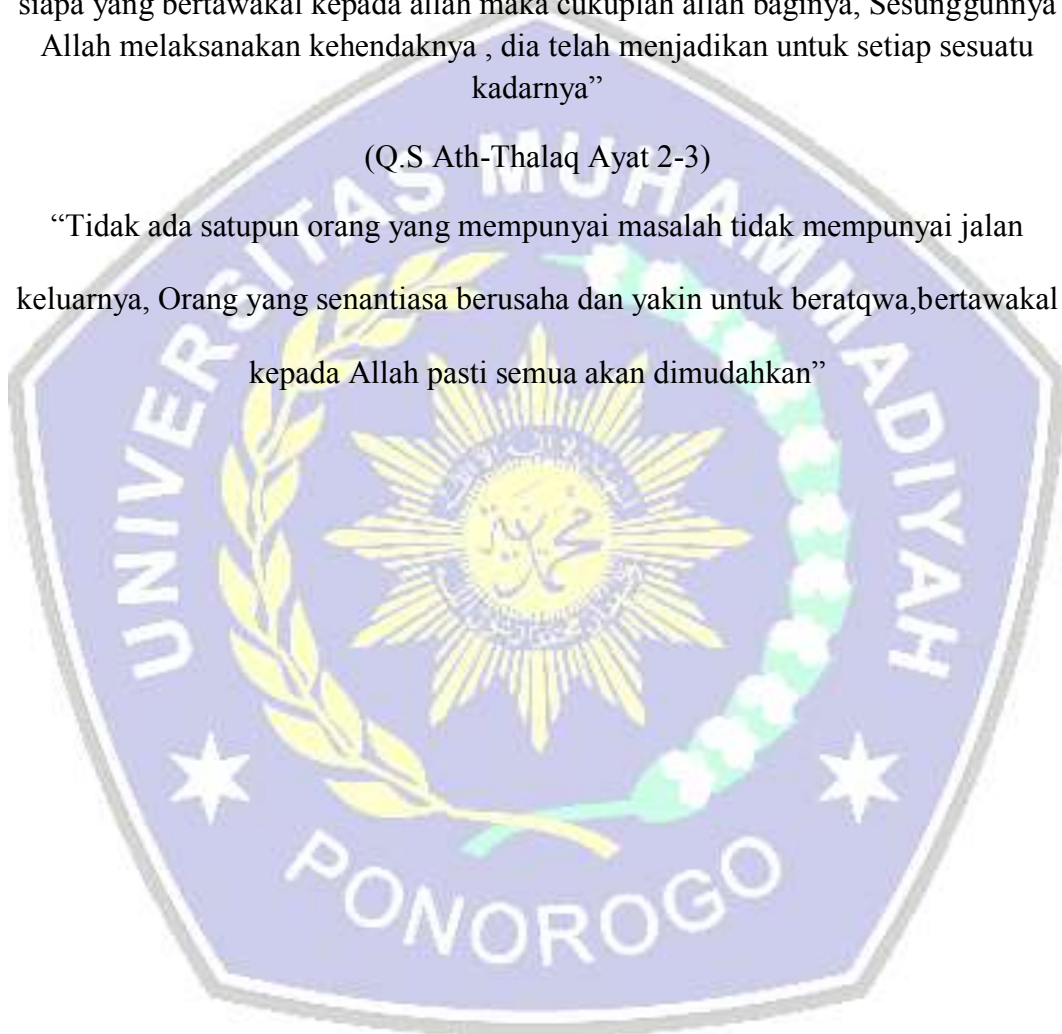 siapa yang bertawakal kepada allah maka cukuplah allah baginya, Sesungguhnya
Allah melaksanakan kehendaknya , dia telah menjadikan untuk setiap sesuatu
kadarnya”
(Q.S Ath-Thalaq Ayat 2-3)
“Tidak ada satupun orang yang mempunyai masalah tidak mempunyai jalan
keluarnya, Orang yang senantiasa berusaha dan yakin untuk beratqwa,bertawakal
kepada Allah pasti semua akan dimudahkan”
UNIVERSITAS MUHAMMADIYAH
PONOROGO